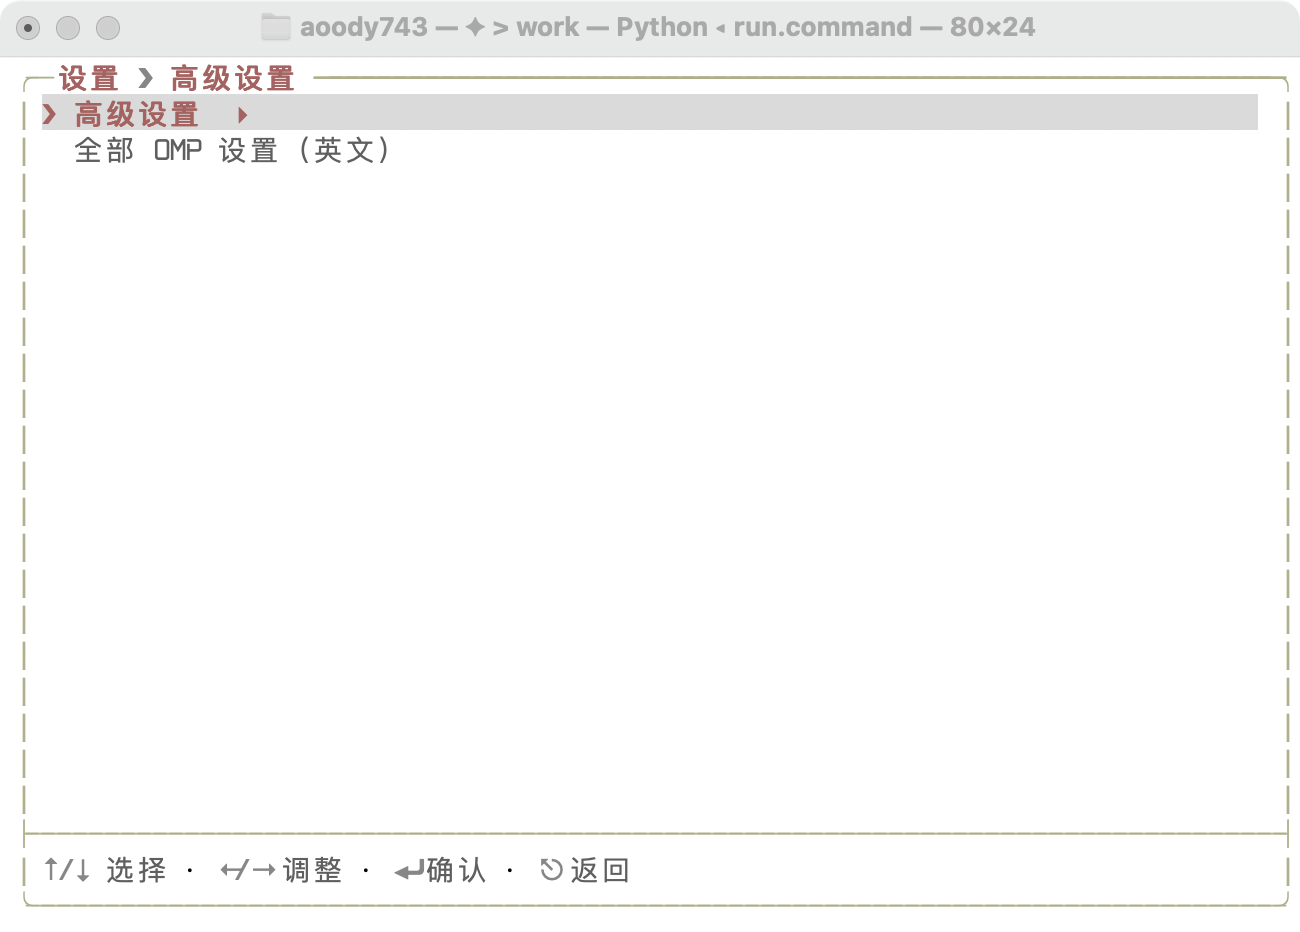 aoody743 — ✦ > work — Python ◂ run.command — 80×24
设置 ❯ 高级设置
❯ 高级设置 ▸
全部 OMP 设置（英文）
↑/↓ 选择 · ←/→ 调整 · ↵ 确认 · ⎋ 返回